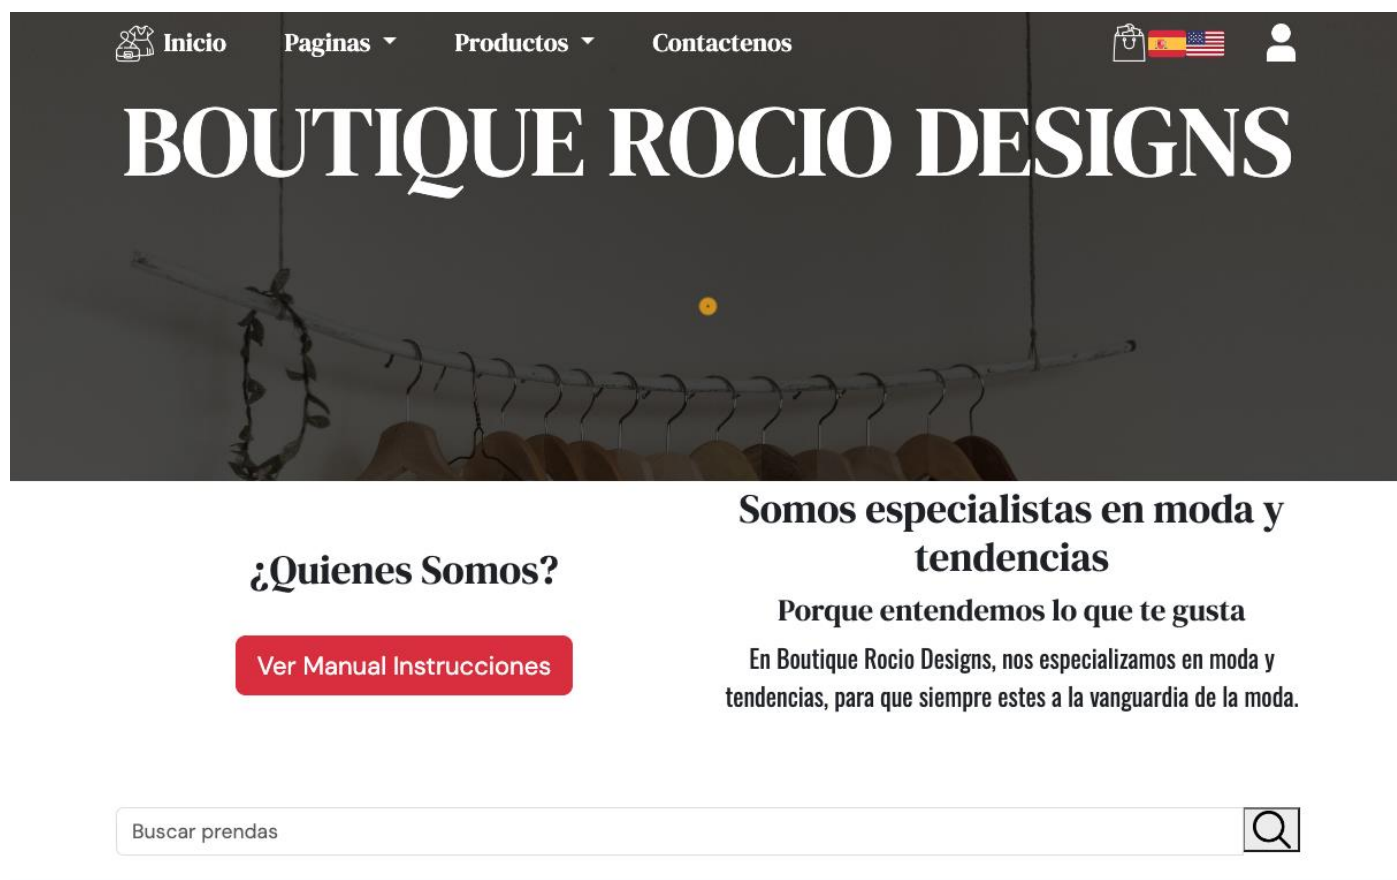 Inicio Paginas Productos Contactenos
BOUTIQUE ROCIO DESIGNS
¿Quienes Somos?
Ver Manual Instrucciones
Somos especialistas en moda y
tendencias
Porque entendemos lo que te gusta
En Boutique Rocio Designs, nos especializamos en moda y
tendencias, para que siempre estes a la vanguardia de la moda.
Buscar prendas